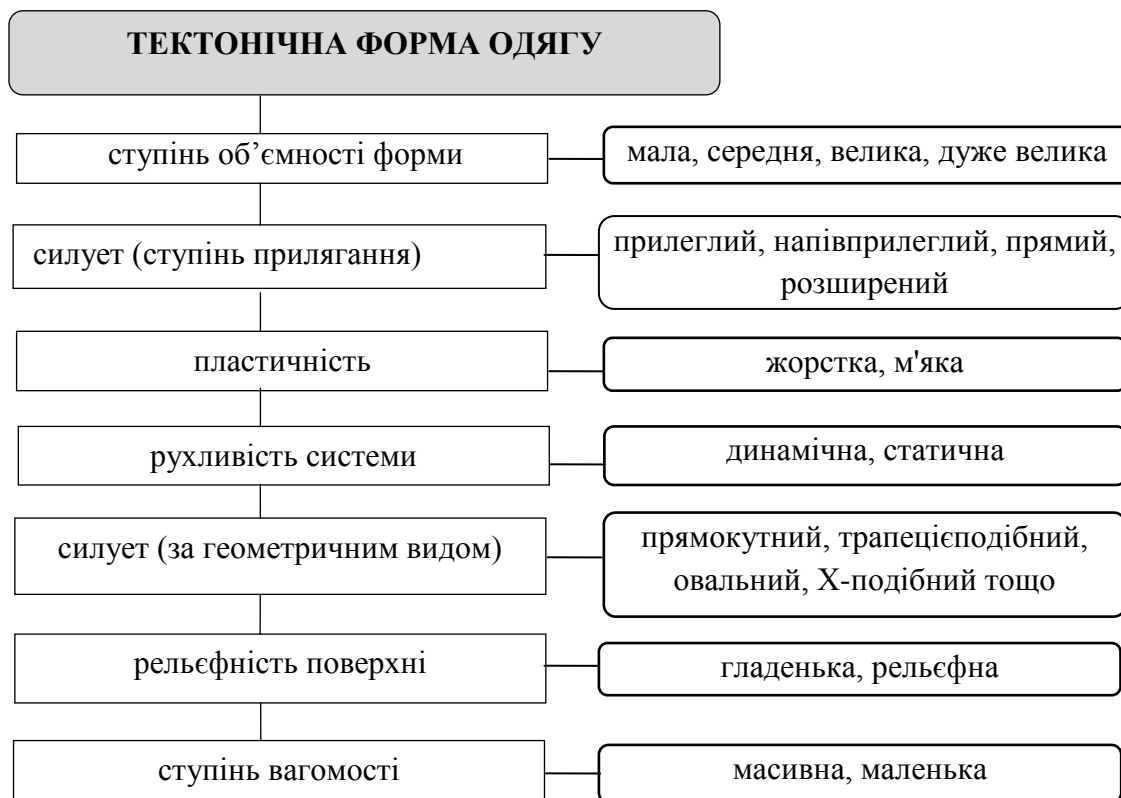 ТЕКТОНІЧНА ФОРМА ОДЯГУ
ступінь об’ємності форми
мала, середня, велика, дуже велика
силует (ступінь прилягання)
прилеглий, напівприлеглий, прямий,
розширений
пластичність
жорстка, м'яка
рухливість системи
динамічна, статична
силует (за геометричним видом)
прямокутний, трапецієподібний,
овальний, Х-подібний тощо
рельєфність поверхні
гладенька, рельєфна
ступінь вагомості
масивна, маленька